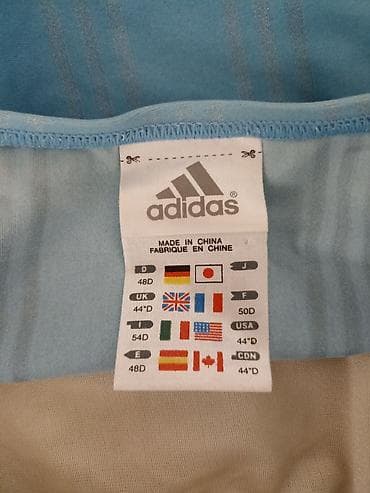 adidas®
MADE IN CHINA
FABRIQUE EN CHINE
D J
48D
UK F
44*D 50D
I USA
54D 44*D
E CDN
48D 44*D